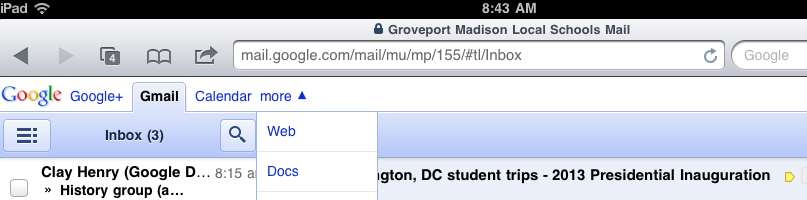 iPad 8:43 AM
Groveport Madison Local Schools Mail
4 mail.google.com/mail/mu/mp/155/#tl/Inbox Google
Google Google+ Gmail Calendar more ▲
Inbox (3) Web
Clay Henry (Google D… 8:15 a Docs gton, DC student trips - 2013 Presidential Inauguration
» History group (a…